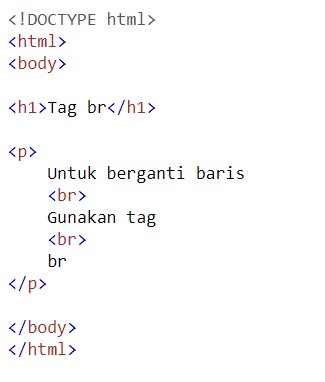 <!DOCTYPE html>
<html>
<body>
<h1>Tag br</h1>
<p>
Untuk berganti baris
<br>
Gunakan tag
<br>
br
</p>
</body>
</html>